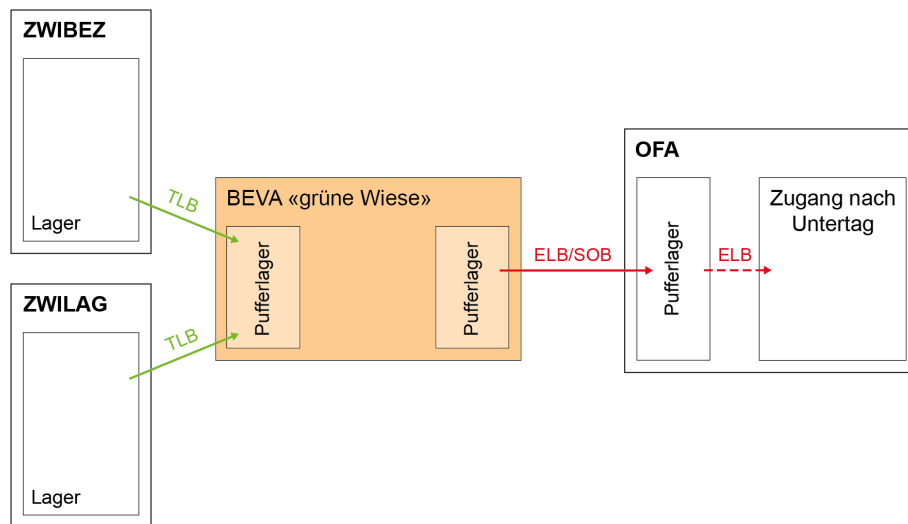 ZWIBEZ
Lager
TLB
ZWILAG
Lager
TLB
BEVA «grüne Wiese»
Pufferlager
Pufferlager
ELB/SOB
OFA
Pufferlager
ELB
Zugang nach
Untertag